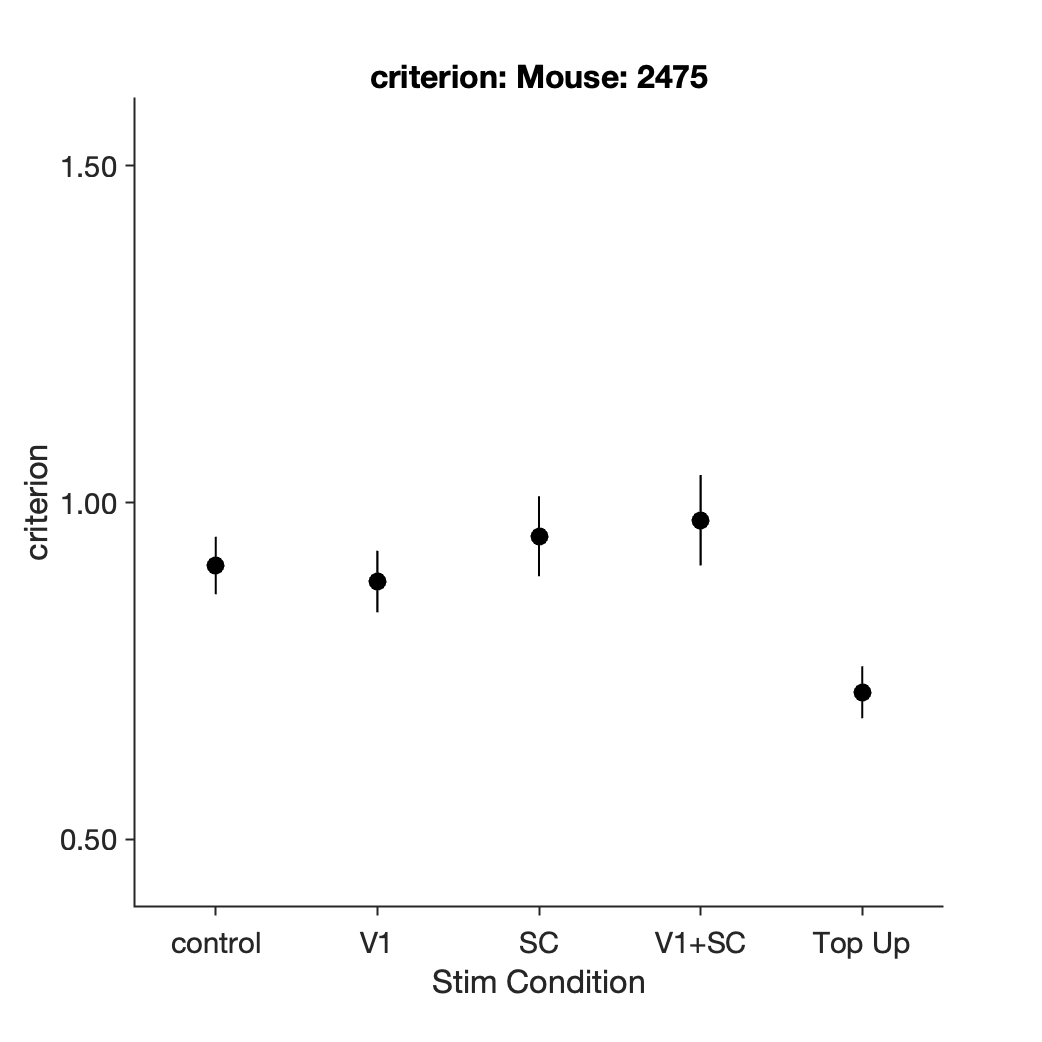 criterion: Mouse: 2475
criterion
1.50
1.00
0.50
control V1 SC V1+SC Top Up
Stim Condition